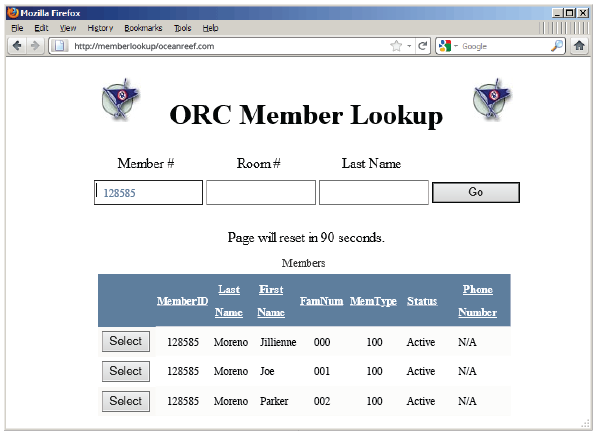 Mozilla Firefox
File Edit View History Bookmarks Tools Help
http://memberlookup/oceanreef.com Google
ORC Member Lookup
Member # Room # Last Name
128585 Go
Page will reset in 90 seconds.
Members
MemberID Last Name First Name FamNum MemType Status Phone Number
Select 128585 Moreno Jillienne 000 100 Active N/A
Select 128585 Moreno Joe 001 100 Active N/A
Select 128585 Moreno Parker 002 100 Active N/A